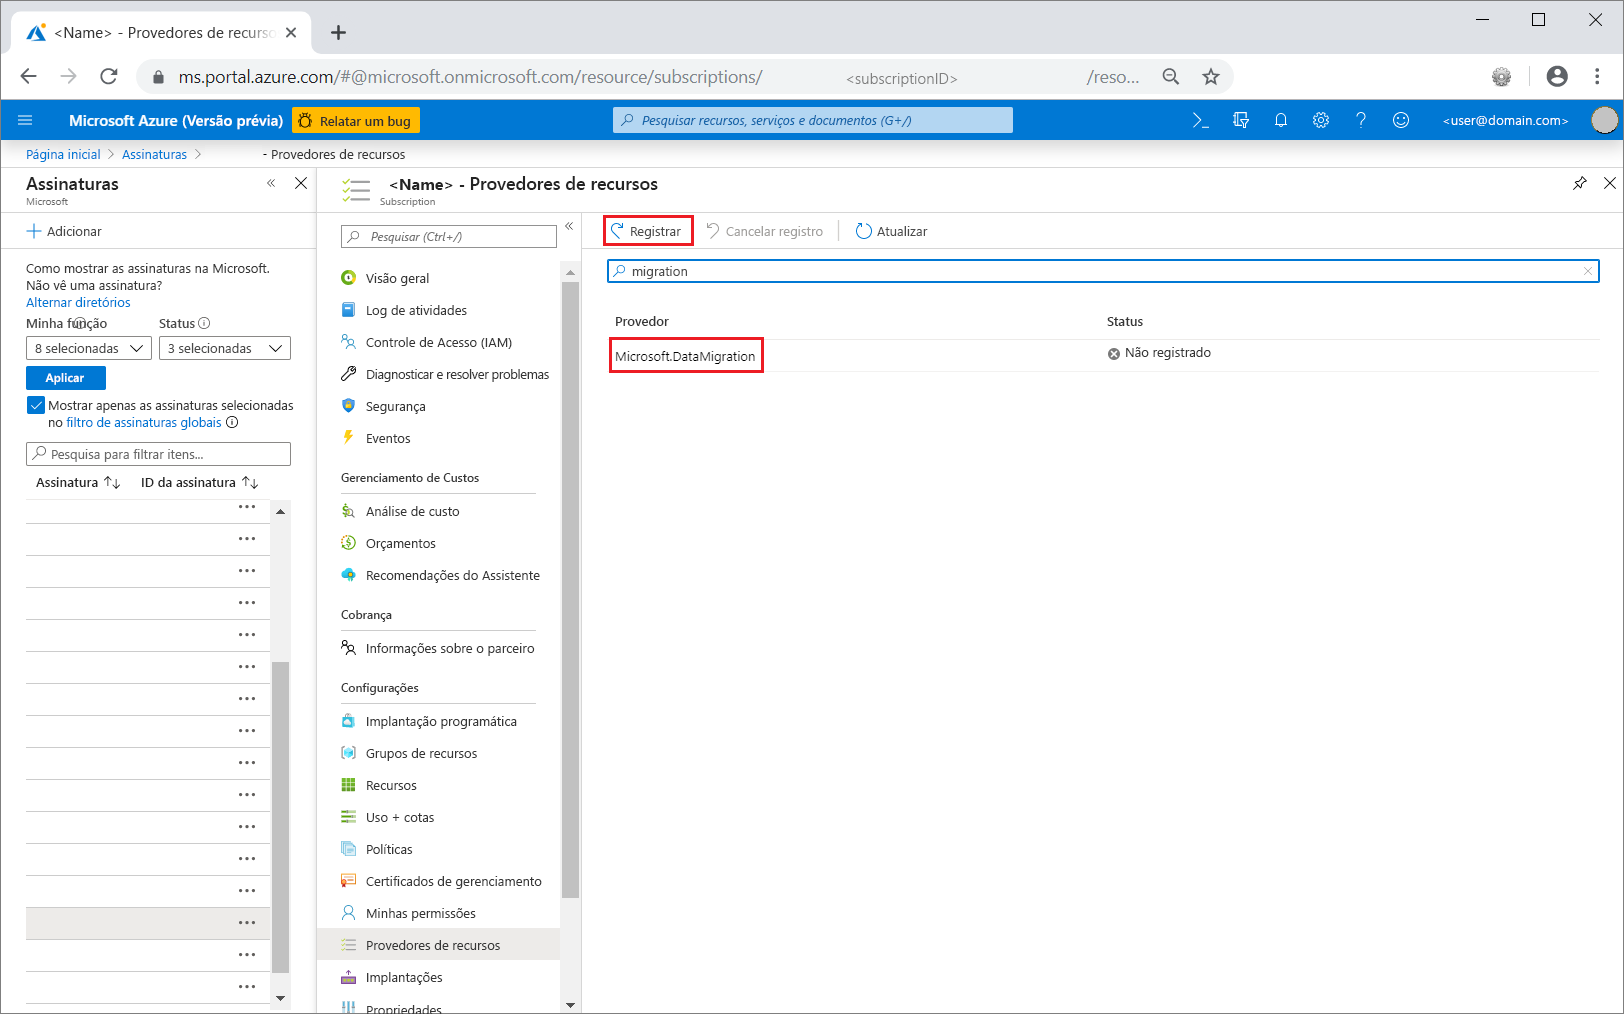 <Name> - Provedores de recurso
ms.portal.azure.com/#@microsoft.onmicrosoft.com/resource/subscriptions/ <subscriptionID> /reso...
Microsoft Azure (Versão prévia)
Relatar um bug
Pesquisar recursos, serviços e documentos (G+/)
<user@domain.com>
Página inicial > Assinaturas > - Provedores de recursos
Assinaturas
Microsoft
Adicionar
Como mostrar as assinaturas na Microsoft.
Não vê uma assinatura?
Alternar diretórios
Minha função Status
8 selecionadas 3 selecionadas
Aplicar
Mostrar apenas as assinaturas selecionadas
no filtro de assinaturas globais
Pesquisa para filtrar itens...
Assinatura ID da assinatura
<Name> - Provedores de recursos
Subscription
Pesquisar (Ctrl+/)
Visão geral
Log de atividades
Controle de Acesso (IAM)
Diagnosticar e resolver problemas
Segurança
Eventos
Gerenciamento de Custos
Análise de custo
Orçamentos
Recomendações do Assistente
Cobrança
Informações sobre o parceiro
Configurações
Implantação programática
Grupos de recursos
Recursos
Uso + cotas
Políticas
Certificados de gerenciamento
Minhas permissões
Provedores de recursos
Implantações
Propriedades
Registrar Cancelar registro Atualizar
migration
Provedor Status
Microsoft.DataMigration Não registrado